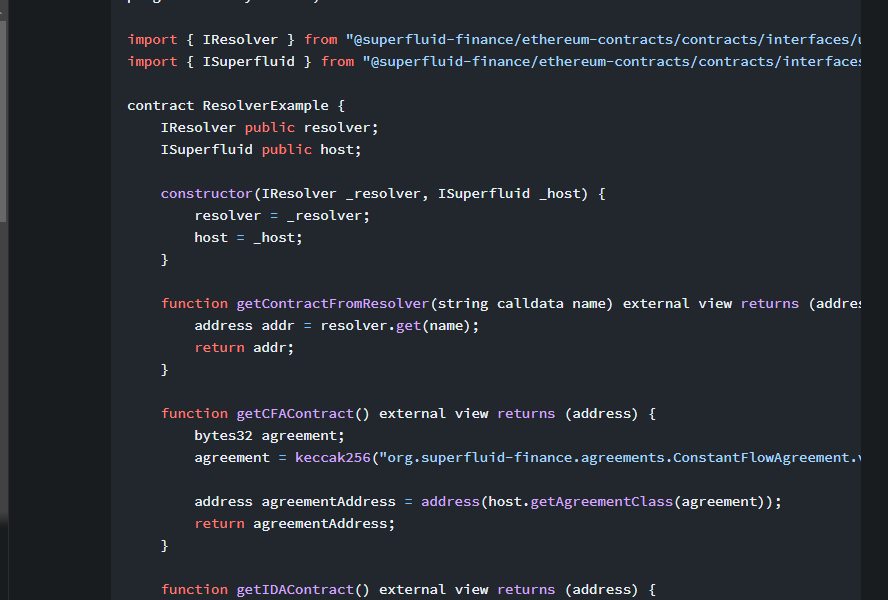 import { IResolver } from "@superfluid-finance/ethereum-contracts/contracts/interfaces/
import { ISuperfluid } from "@superfluid-finance/ethereum-contracts/contracts/interfaces
contract ResolverExample {
IResolver public resolver;
ISuperfluid public host;
constructor(IResolver _resolver, ISuperfluid _host) {
resolver = _resolver;
host = _host;
}
function getContractFromResolver(string calldata name) external view returns (addres
address addr = resolver.get(name);
return addr;
}
function getCFAContract() external view returns (address) {
bytes32 agreement;
agreement = keccak256("org.superfluid-finance.agreements.ConstantFlowAgreement.v
address agreementAddress = address(host.getAgreementClass(agreement));
return agreementAddress;
}
function getIDAContract() external view returns (address) {